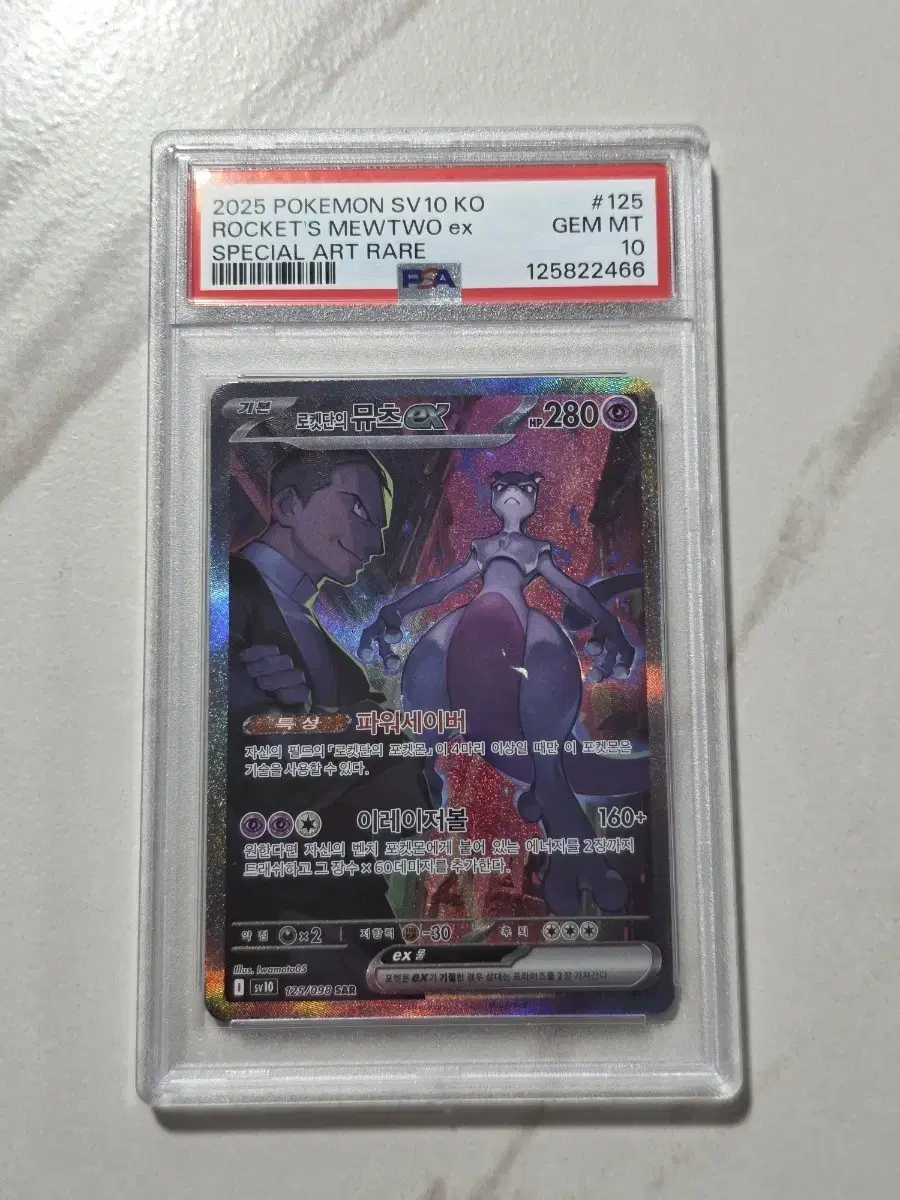 2025 POKEMON SV10 KO #125
ROCKET'S MEWTWO ex GEM MT
SPECIAL ART RARE 10
PSA 125822466
기본 로켓단의 뮤츠 ex HP 280
특성 파워세이버
자신의 필드의 「로켓단의 포켓몬」이 4마리 이상일 때만 이 포켓몬은
기술을 사용할 수 있다.
이레이저볼 160+
원한다면 자신의 벤치 포켓몬에게 붙어 있는 에너지를 2장까지
트래쉬하고 그 장수 × 60데미지를 추가한다.
약점 ×2 저항력 -30 후퇴
ex 룰
포켓몬 ex가 기절한 경우 상대는 프라이즈를 2장 가져간다.
Illus. Iwamoto05
I sv10 125/098 SAR